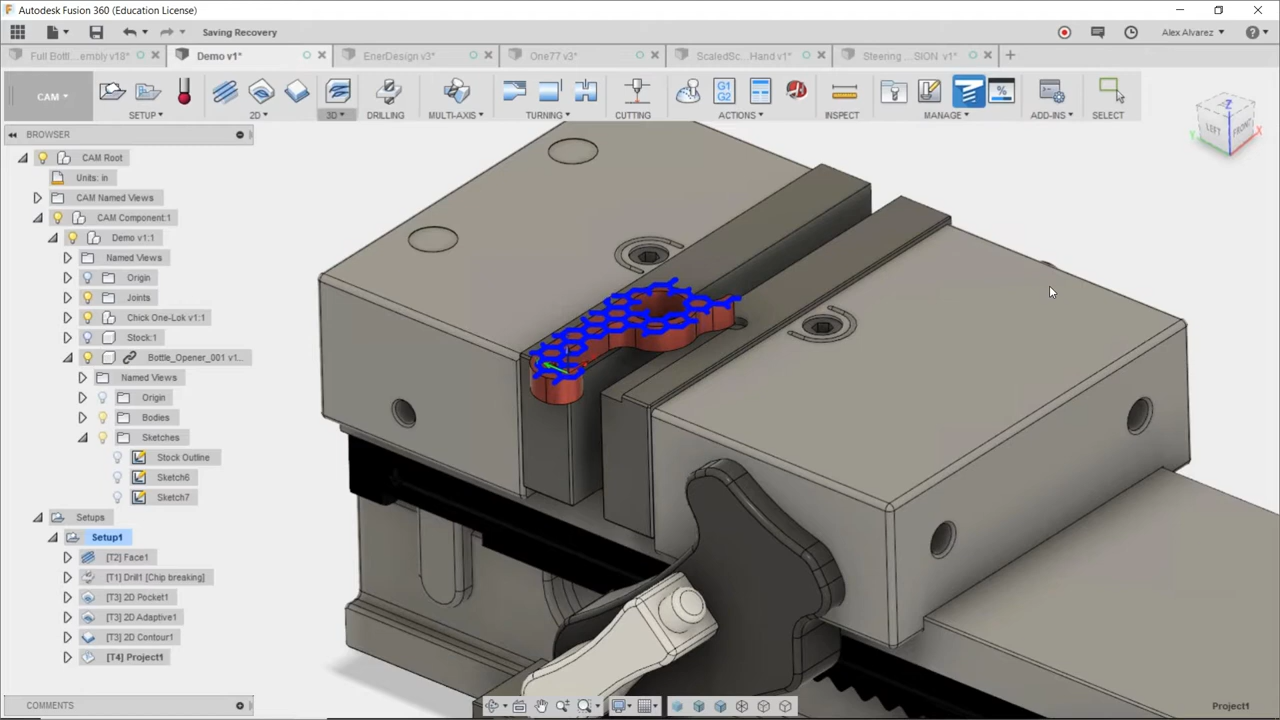 Autodesk Fusion 360 (Education License)
Saving Recovery
Alex Alvarez
Full Bottl...embly v18*
Demo v1*
EnerDesign v3*
One77 v3*
ScaledSc...Hand v1*
Steering ...SION v1*
CAM
SETUP
2D
3D
DRILLING
MULTI-AXIS
TURNING
CUTTING
G1
G2
ACTIONS
INSPECT
MANAGE
ADD-INS
SELECT
BROWSER
CAM Root
Units: in
CAM Named Views
CAM Component:1
Demo v1:1
Named Views
Origin
Joints
Chick One-Lok v1:1
Stock:1
Bottle_Opener_001 v1...
Named Views
Origin
Bodies
Sketches
Stock Outline
Sketch6
Sketch7
Setups
Setup1
[T2] Face1
[T1] Drill1 [Chip breaking]
[T3] 2D Pocket1
[T3] 2D Adaptive1
[T3] 2D Contour1
[T4] Project1
Z
LEFT
FRONT
Y
X
COMMENTS
Project1